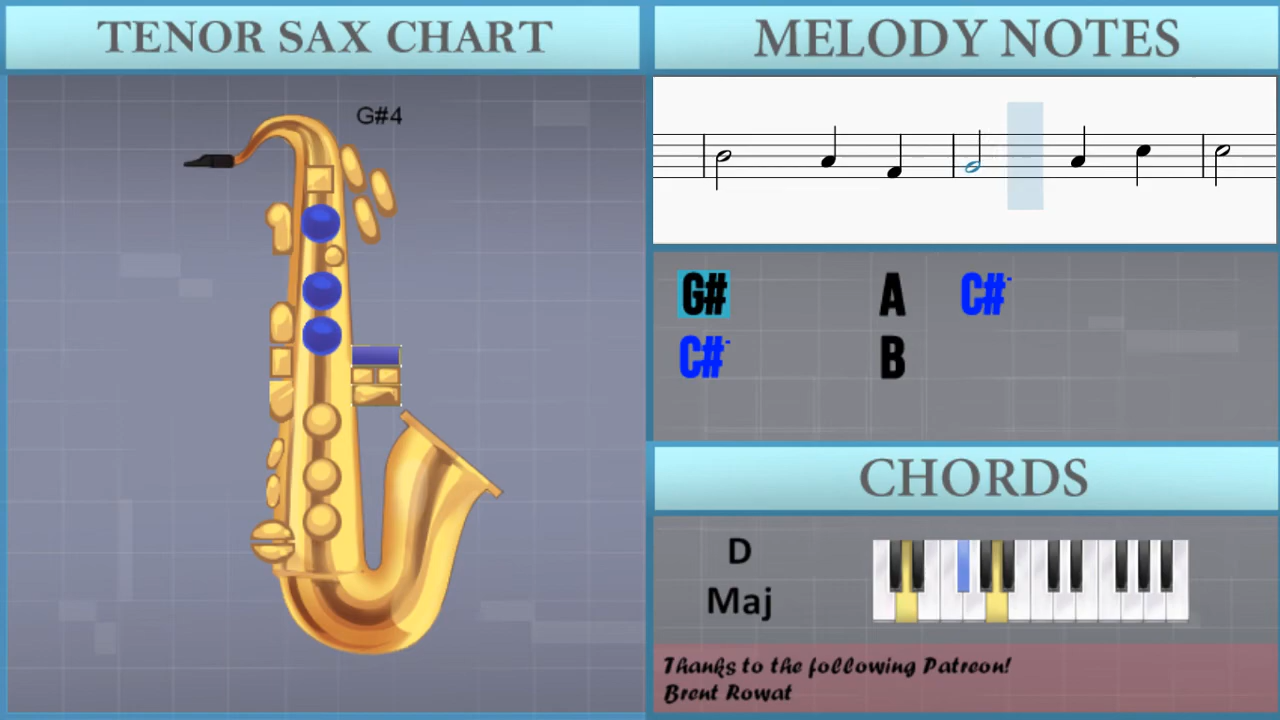 TENOR SAX CHART
G#4
MELODY NOTES
G# A C#-
C#- B
CHORDS
D
Maj
Thanks to the following Patreon!
Brent Rowat